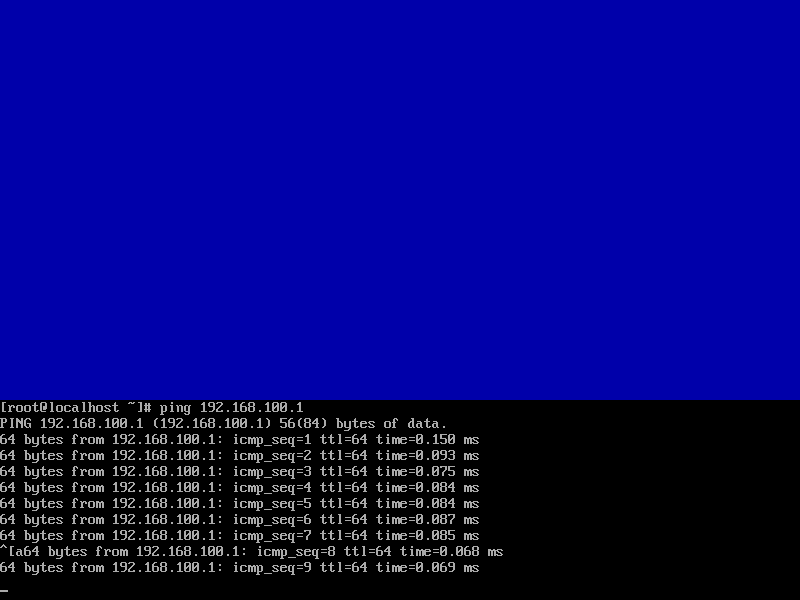 [root@localhost ~]# ping 192.168.100.1
PING 192.168.100.1 (192.168.100.1) 56(84) bytes of data.
64 bytes from 192.168.100.1: icmp_seq=1 ttl=64 time=0.150 ms
64 bytes from 192.168.100.1: icmp_seq=2 ttl=64 time=0.093 ms
64 bytes from 192.168.100.1: icmp_seq=3 ttl=64 time=0.075 ms
64 bytes from 192.168.100.1: icmp_seq=4 ttl=64 time=0.084 ms
64 bytes from 192.168.100.1: icmp_seq=5 ttl=64 time=0.084 ms
64 bytes from 192.168.100.1: icmp_seq=6 ttl=64 time=0.087 ms
64 bytes from 192.168.100.1: icmp_seq=7 ttl=64 time=0.085 ms
^[a64 bytes from 192.168.100.1: icmp_seq=8 ttl=64 time=0.068 ms
64 bytes from 192.168.100.1: icmp_seq=9 ttl=64 time=0.069 ms